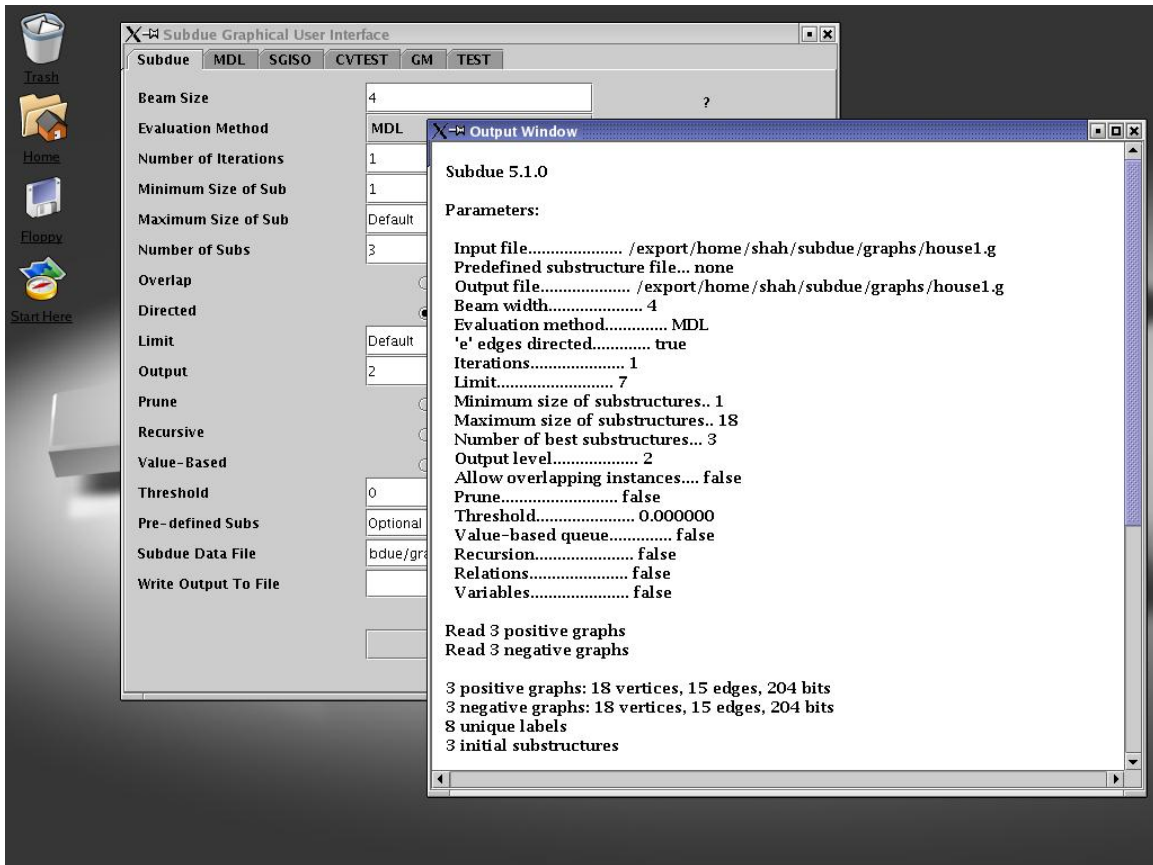 Trash
Home
Floppy
Start Here
Subdue Graphical User Interface
Subdue MDL SGISO CVTEST GM TEST
Beam Size 4 ?
Evaluation Method MDL
Number of Iterations 1
Minimum Size of Sub 1
Maximum Size of Sub Default
Number of Subs 3
Overlap
Directed
Limit Default
Output 2
Prune
Recursive
Value-Based
Threshold 0
Pre-defined Subs Optional
Subdue Data File bdue/gra
Write Output To File
Output Window
Subdue 5.1.0
Parameters:
Input file..................... /export/home/shah/subdue/graphs/house1.g
Predefined substructure file... none
Output file.................... /export/home/shah/subdue/graphs/house1.g
Beam width..................... 4
Evaluation method.............. MDL
'e' edges directed............. true
Iterations..................... 1
Limit.......................... 7
Minimum size of substructures.. 1
Maximum size of substructures.. 18
Number of best substructures... 3
Output level................... 2
Allow overlapping instances.... false
Prune.......................... false
Threshold...................... 0.000000
Value-based queue.............. false
Recursion...................... false
Relations...................... false
Variables...................... false
Read 3 positive graphs
Read 3 negative graphs
3 positive graphs: 18 vertices, 15 edges, 204 bits
3 negative graphs: 18 vertices, 15 edges, 204 bits
8 unique labels
3 initial substructures